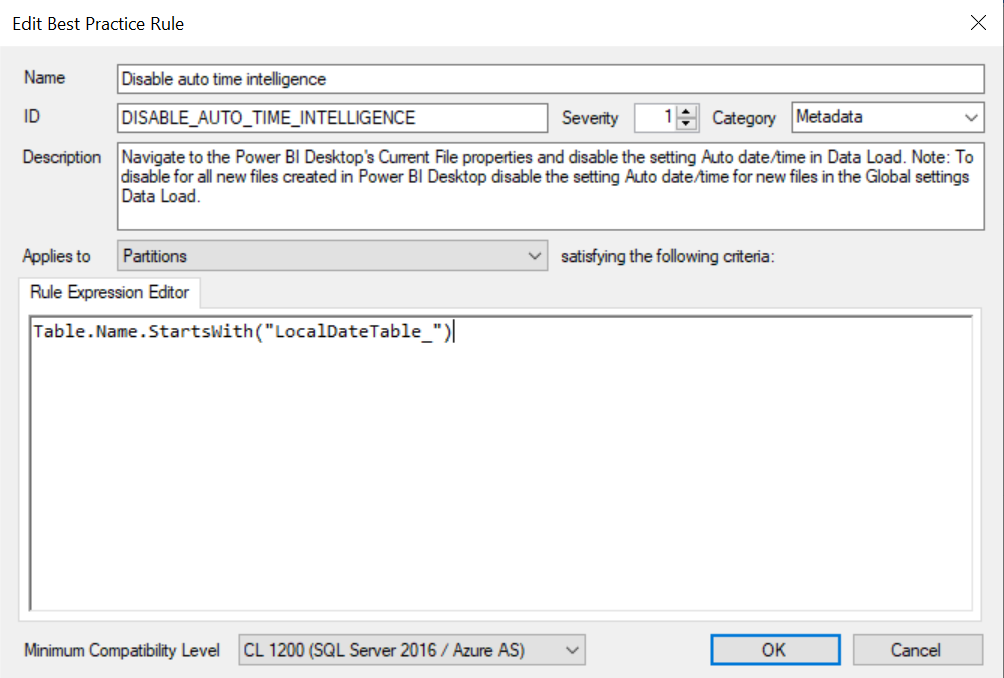 Edit Best Practice Rule
Name
Disable auto time intelligence
ID
DISABLE_AUTO_TIME_INTELLIGENCE
Severity
1
Category
Metadata
Description
Navigate to the Power BI Desktop's Current File properties and disable the setting Auto date/time in Data Load. Note: To
disable for all new files created in Power BI Desktop disable the setting Auto date/time for new files in the Global settings
Data Load.
Applies to
Partitions
satisfying the following criteria:
Rule Expression Editor
Table.Name.StartsWith("LocalDateTable_")
Minimum Compatibility Level
CL 1200 (SQL Server 2016 / Azure AS)
OK
Cancel